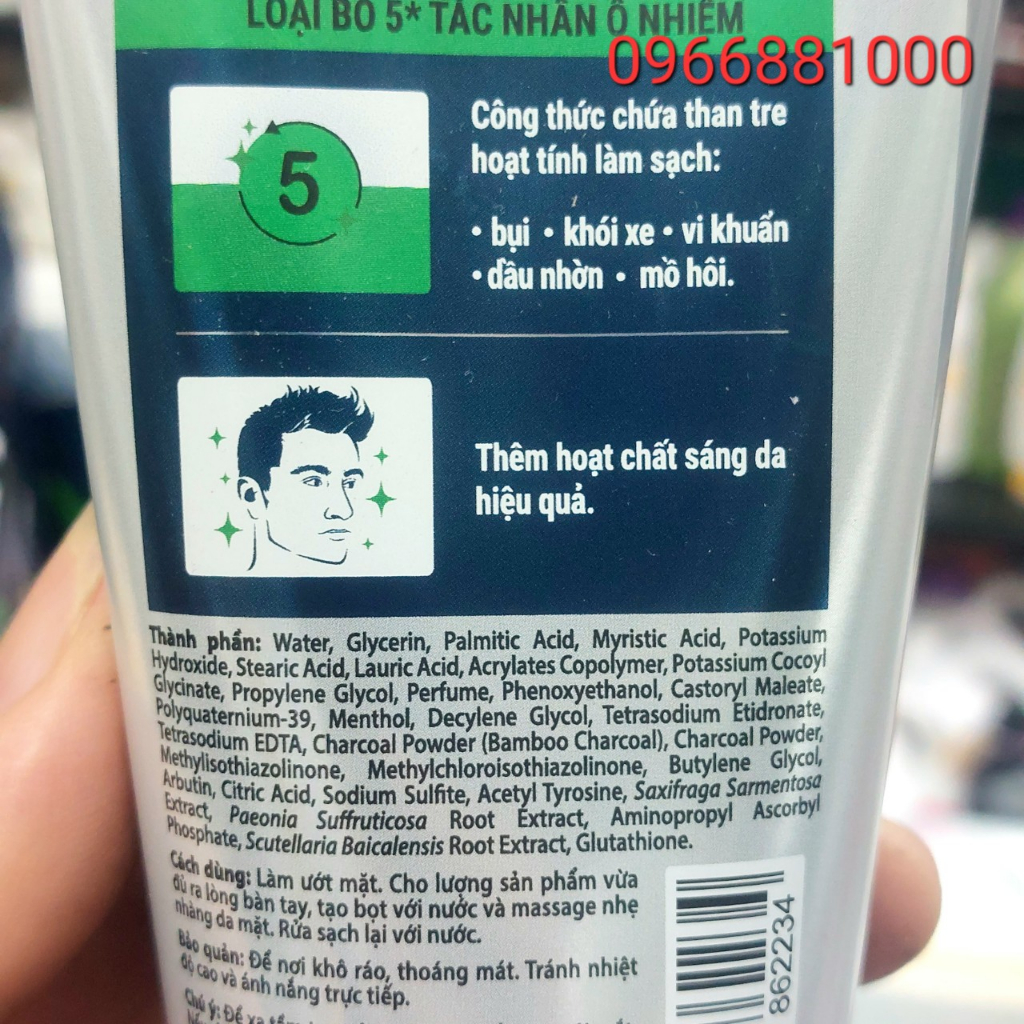 LOẠI BỎ 5* TÁC NHÂN Ô NHIỄM
0966881000
5
Công thức chứa than tre
hoạt tính làm sạch:
• bụi • khói xe • vi khuẩn
• dầu nhờn • mồ hôi.
Thêm hoạt chất sáng da
hiệu quả.
Thành phần: Water, Glycerin, Palmitic Acid, Myristic Acid, Potassium
Hydroxide, Stearic Acid, Lauric Acid, Acrylates Copolymer, Potassium Cocoyl
Glycinate, Propylene Glycol, Perfume, Phenoxyethanol, Castoryl Maleate,
Polyquaternium-39, Menthol, Decylene Glycol, Tetrasodium Etidronate,
Tetrasodium EDTA, Charcoal Powder (Bamboo Charcoal), Charcoal Powder,
Methylisothiazolinone, Methylchloroisothiazolinone, Butylene Glycol,
Arbutin, Citric Acid, Sodium Sulfite, Acetyl Tyrosine, Saxifraga Sarmentosa
Extract, Paeonia Suffruticosa Root Extract, Aminopropyl Ascorbyl
Phosphate, Scutellaria Baicalensis Root Extract, Glutathione.
Cách dùng: Làm ướt mặt. Cho lượng sản phẩm vừa
đủ ra lòng bàn tay, tạo bọt với nước và massage nhẹ
nhàng da mặt. Rửa sạch lại với nước.
Bảo quản: Để nơi khô ráo, thoáng mát. Tránh nhiệt
độ cao và ánh nắng trực tiếp.
Chú ý: Để xa
862234